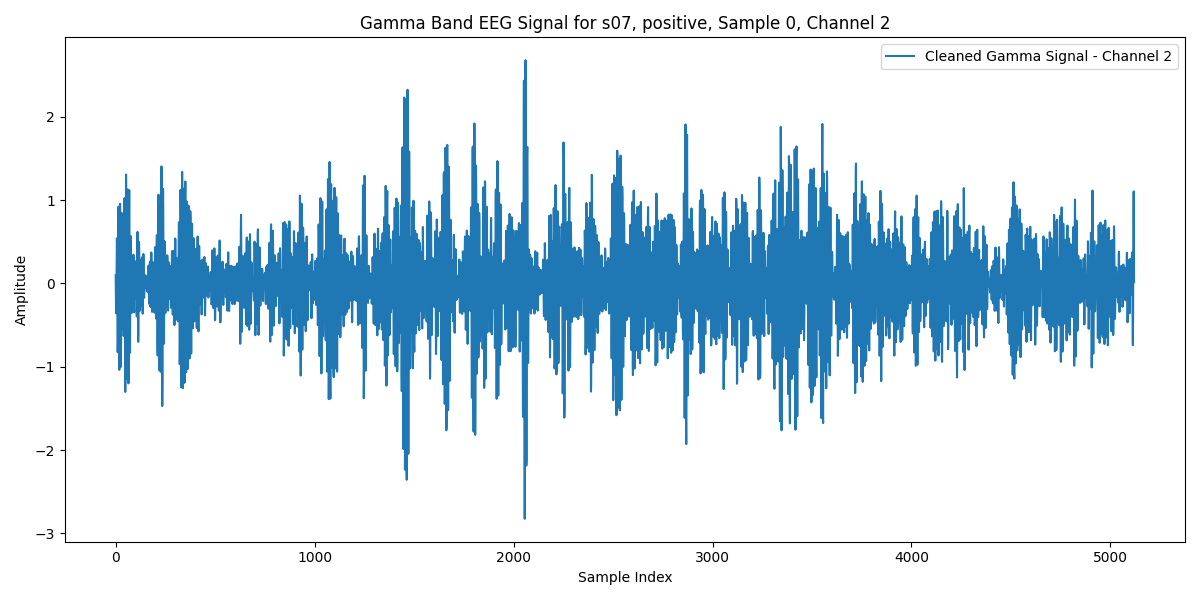 Gamma Band EEG Signal for s07, positive, Sample 0, Channel 2
Cleaned Gamma Signal - Channel 2
Amplitude
2
1
0
−1
−2
−3
0 1000 2000 3000 4000 5000
Sample Index